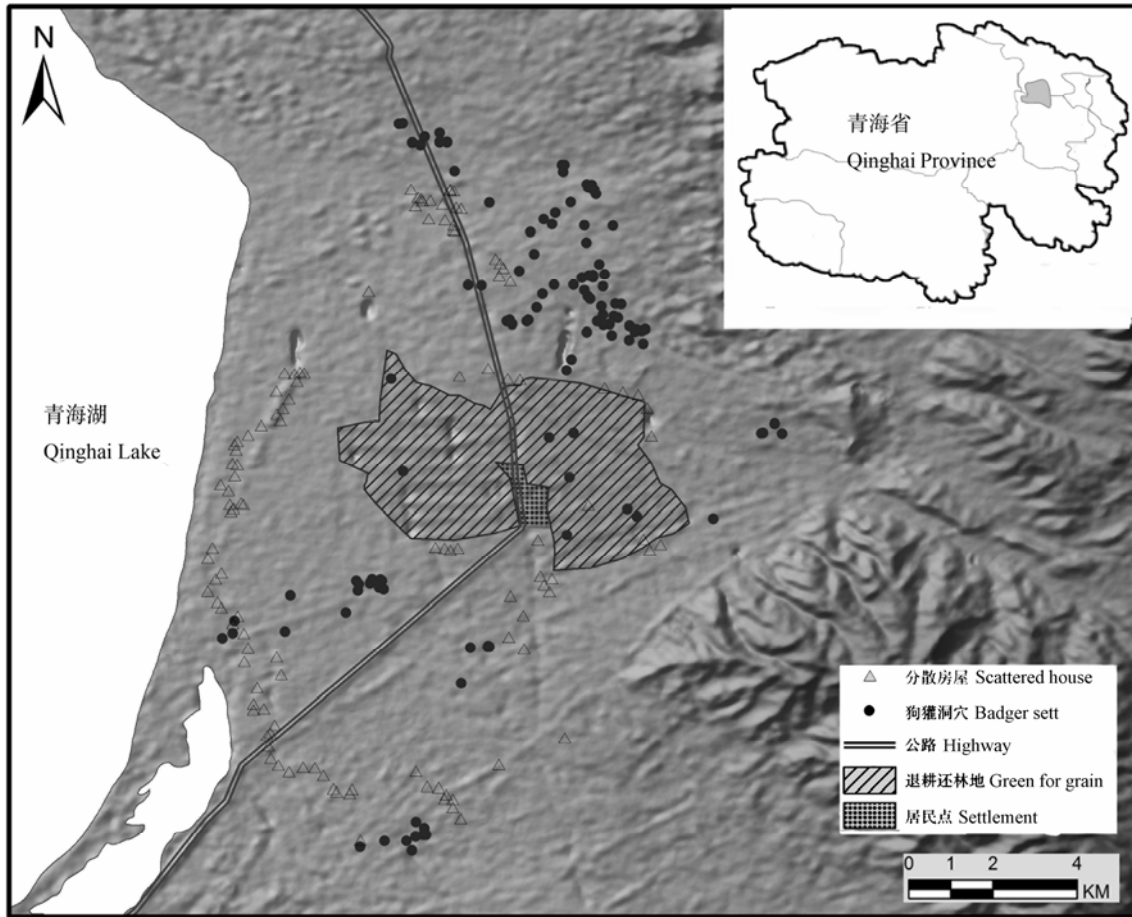 N
青海省
Qinghai Province
青海湖
Qinghai Lake
分散房屋 Scattered house
狗獾洞穴 Badger sett
公路 Highway
退耕还林地 Green for grain
居民点 Settlement
0 1 2 4
KM